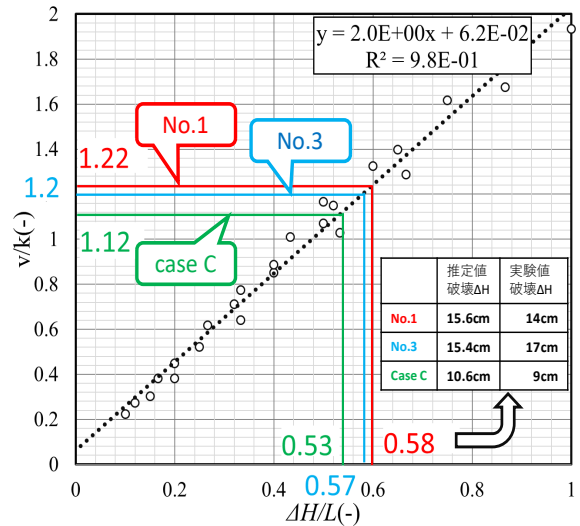 y = 2.0E+00x + 6.2E-02
R² = 9.8E-01
2
1.8
1.6
1.4
1.2
1
0.8
0.6
0.4
0.2
0
v/k(-)
No.1
No.3
1.22
1.2
1.12
case C
推定値 実験値
破壊ΔH 破壊ΔH
No.1 15.6cm 14cm
No.3 15.4cm 17cm
Case C 10.6cm 9cm
0.53
0.58
0.57
0 0.2 0.4 0.6 0.8 1
ΔH/L(-)